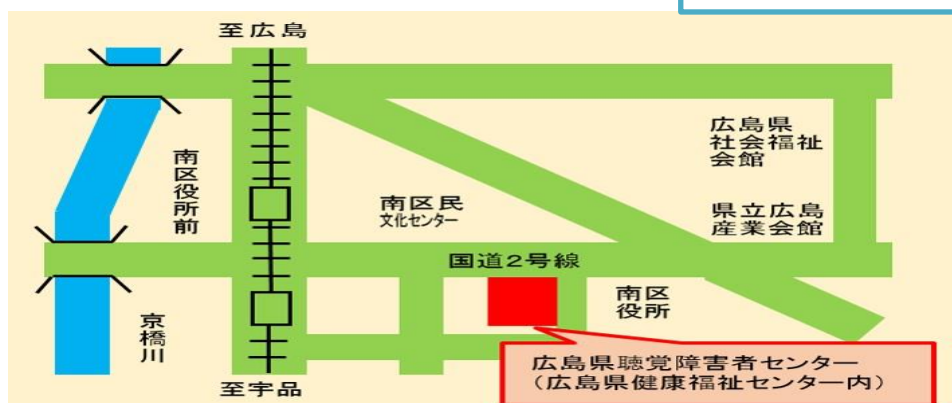 至広島
広島県
社会福祉
会館
南区役所前
南区民
文化センター
県立広島
産業会館
国道2号線
南区
役所
京橋川
広島県聴覚障害者センター
(広島県健康福祉センター内)
至宇品